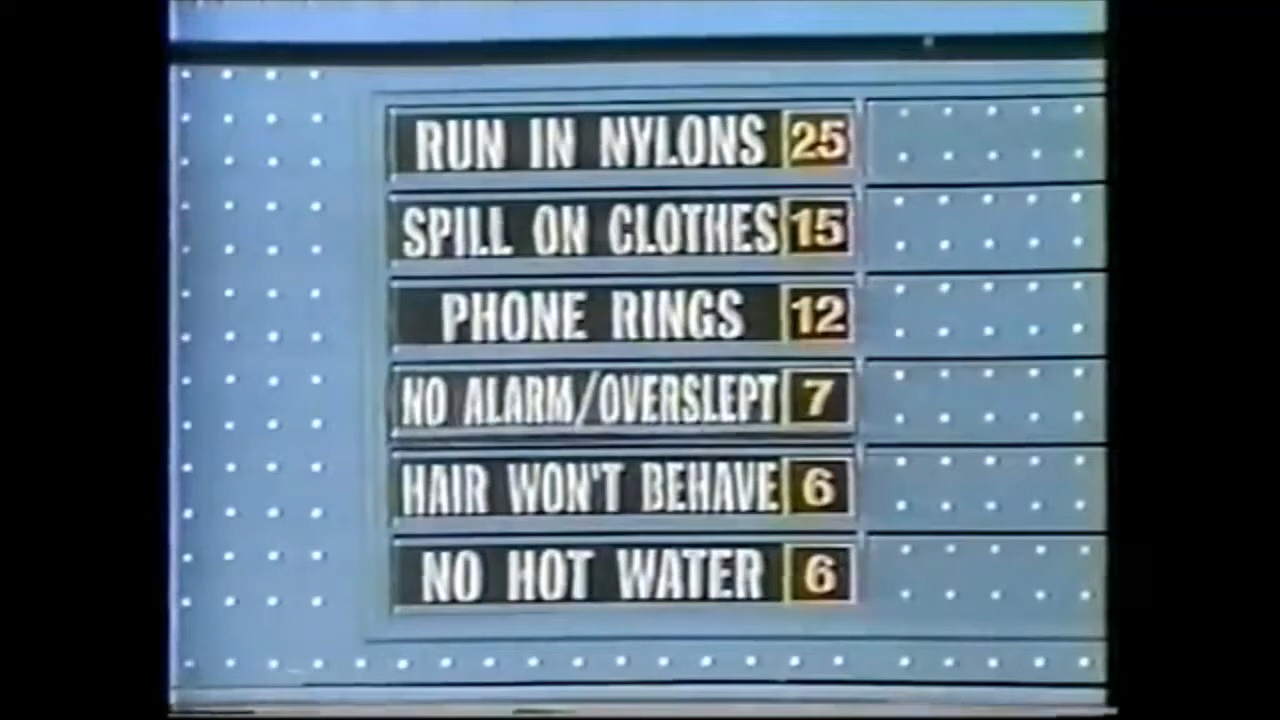 RUN IN NYLONS 25
SPILL ON CLOTHES 15
PHONE RINGS 12
NO ALARM/OVERSLEPT 7
HAIR WON'T BEHAVE 6
NO HOT WATER 6